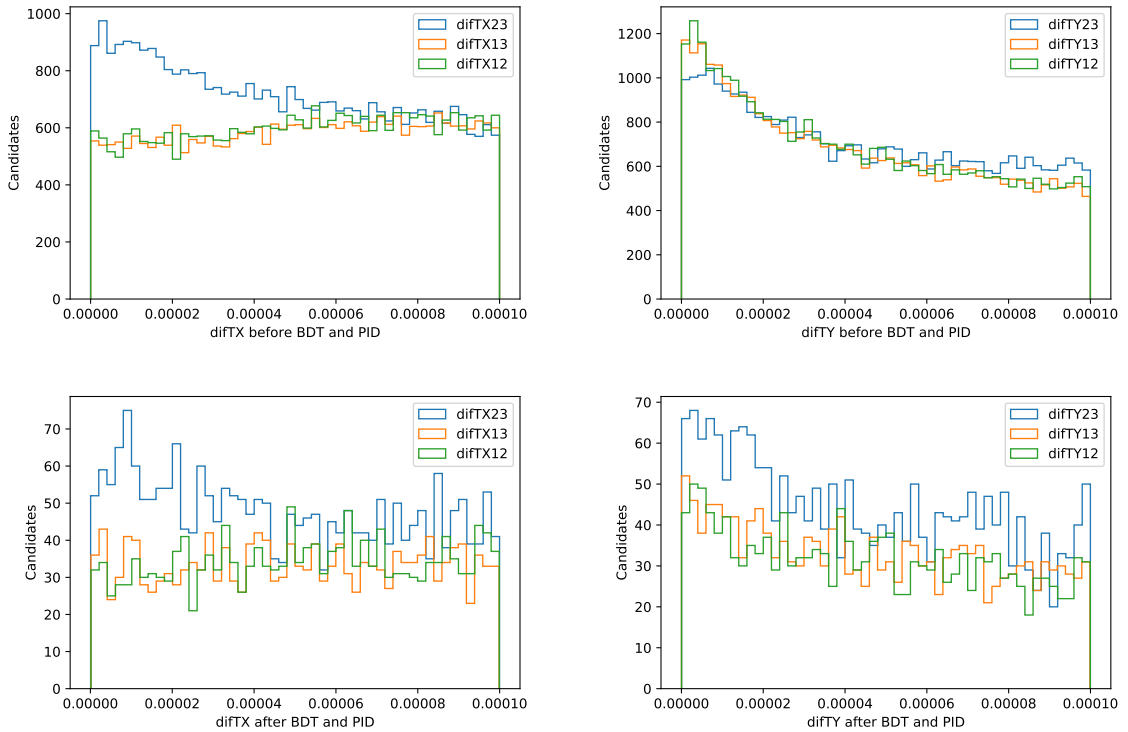 1000
800
600
400
200
0
Candidates
difTX23
difTX13
difTX12
0.00000 0.00002 0.00004 0.00006 0.00008 0.00010
difTX before BDT and PID
1200
1000
800
600
400
200
0
Candidates
difTY23
difTY13
difTY12
0.00000 0.00002 0.00004 0.00006 0.00008 0.00010
difTY before BDT and PID
70
60
50
40
30
20
10
0
Candidates
difTX23
difTX13
difTX12
0.00000 0.00002 0.00004 0.00006 0.00008 0.00010
difTX after BDT and PID
70
60
50
40
30
20
10
0
Candidates
difTY23
difTY13
difTY12
0.00000 0.00002 0.00004 0.00006 0.00008 0.00010
difTY after BDT and PID